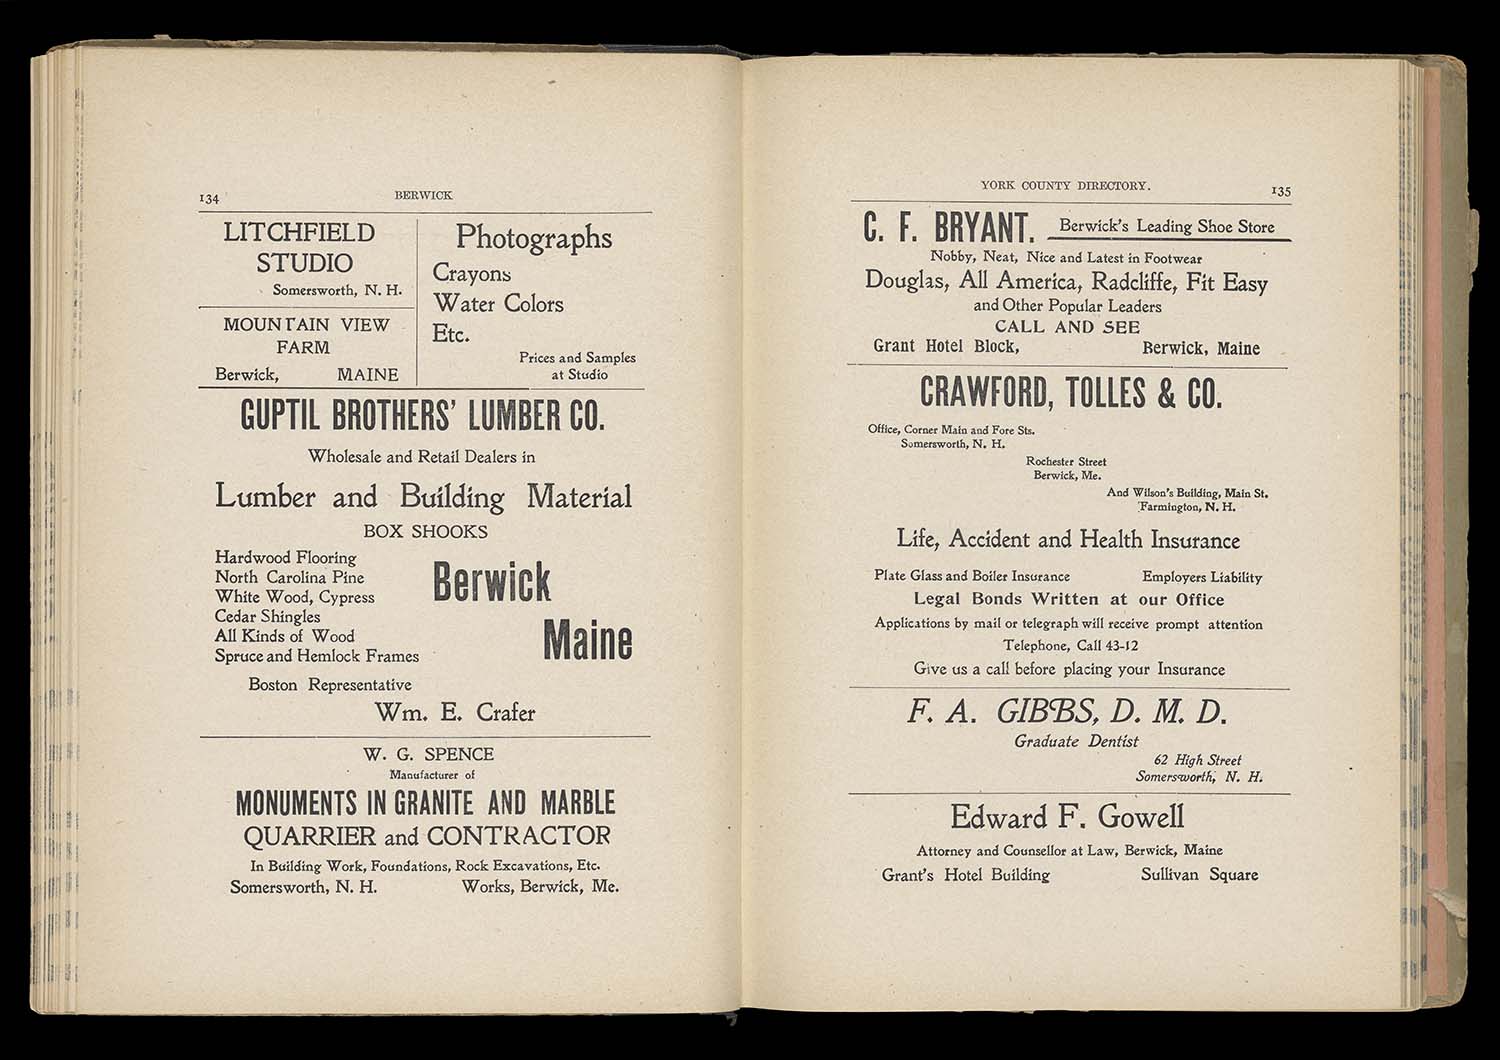 134
BERWICK
LITCHFIELD
STUDIO
Somersworth, N. H.
MOUNTAIN VIEW
FARM
Berwick, MAINE
Photographs
Crayons
Water Colors
Etc.
Prices and Samples
at Studio
GUPTIL BROTHERS' LUMBER CO.
Wholesale and Retail Dealers in
Lumber and Building Material
BOX SHOOKS
Hardwood Flooring
North Carolina Pine
White Wood, Cypress
Cedar Shingles
All Kinds of Wood
Spruce and Hemlock Frames
Berwick
Maine
Boston Representative
Wm. E. Crafer
W. G. SPENCE
Manufacturer of
MONUMENTS IN GRANITE AND MARBLE
QUARRIER and CONTRACTOR
In Building Work, Foundations, Rock Excavations, Etc.
Somersworth, N. H. Works, Berwick, Me.
YORK COUNTY DIRECTORY.
135
C. F. BRYANT. Berwick's Leading Shoe Store
Nobby, Neat, Nice and Latest in Footwear
Douglas, All America, Radcliffe, Fit Easy
and Other Popular Leaders
CALL AND SEE
Grant Hotel Block, Berwick, Maine
CRAWFORD, TOLLES & CO.
Office, Corner Main and Fore Sts.
Somersworth, N. H.
Rochester Street
Berwick, Me.
And Wilson's Building, Main St.
Farmington, N. H.
Life, Accident and Health Insurance
Plate Glass and Boiler Insurance Employers Liability
Legal Bonds Written at our Office
Applications by mail or telegraph will receive prompt attention
Telephone, Call 43-12
Give us a call before placing your Insurance
F. A. GIBBS, D. M. D.
Graduate Dentist
62 High Street
Somersworth, N. H.
Edward F. Gowell
Attorney and Counsellor at Law, Berwick, Maine
Grant's Hotel Building Sullivan Square